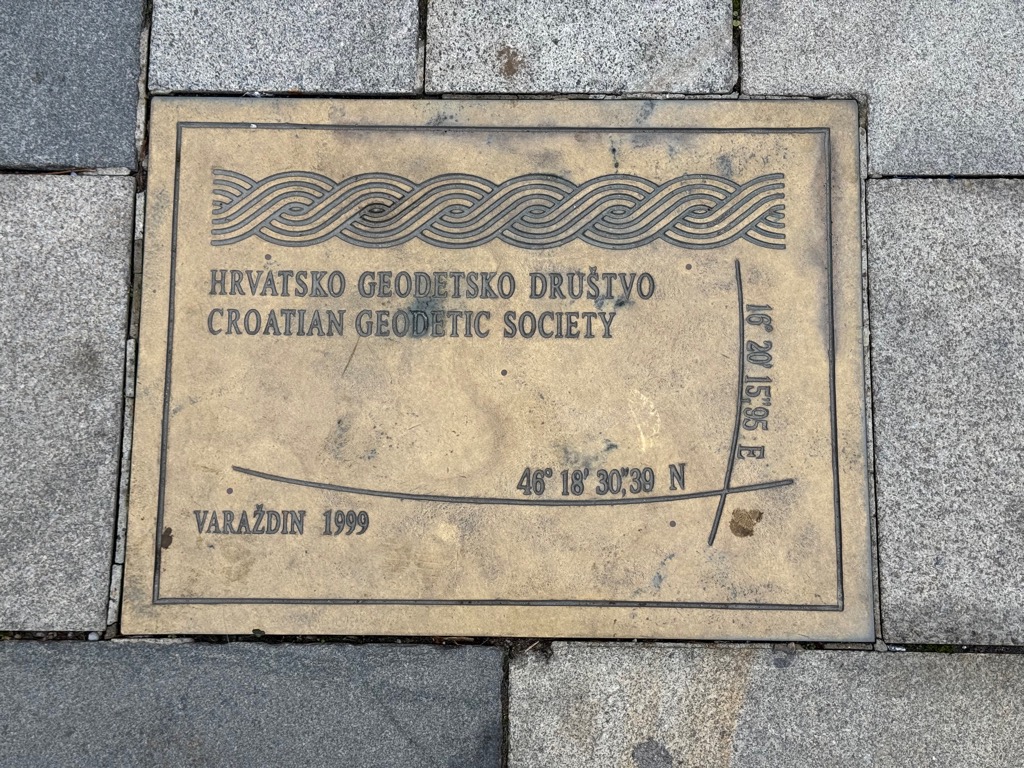 HRVATSKO GEODETSKO DRUŠTVO
CROATIAN GEODETIC SOCIETY
16° 20' 15",95 E
46° 18' 30",39 N
VARAŽDIN 1999